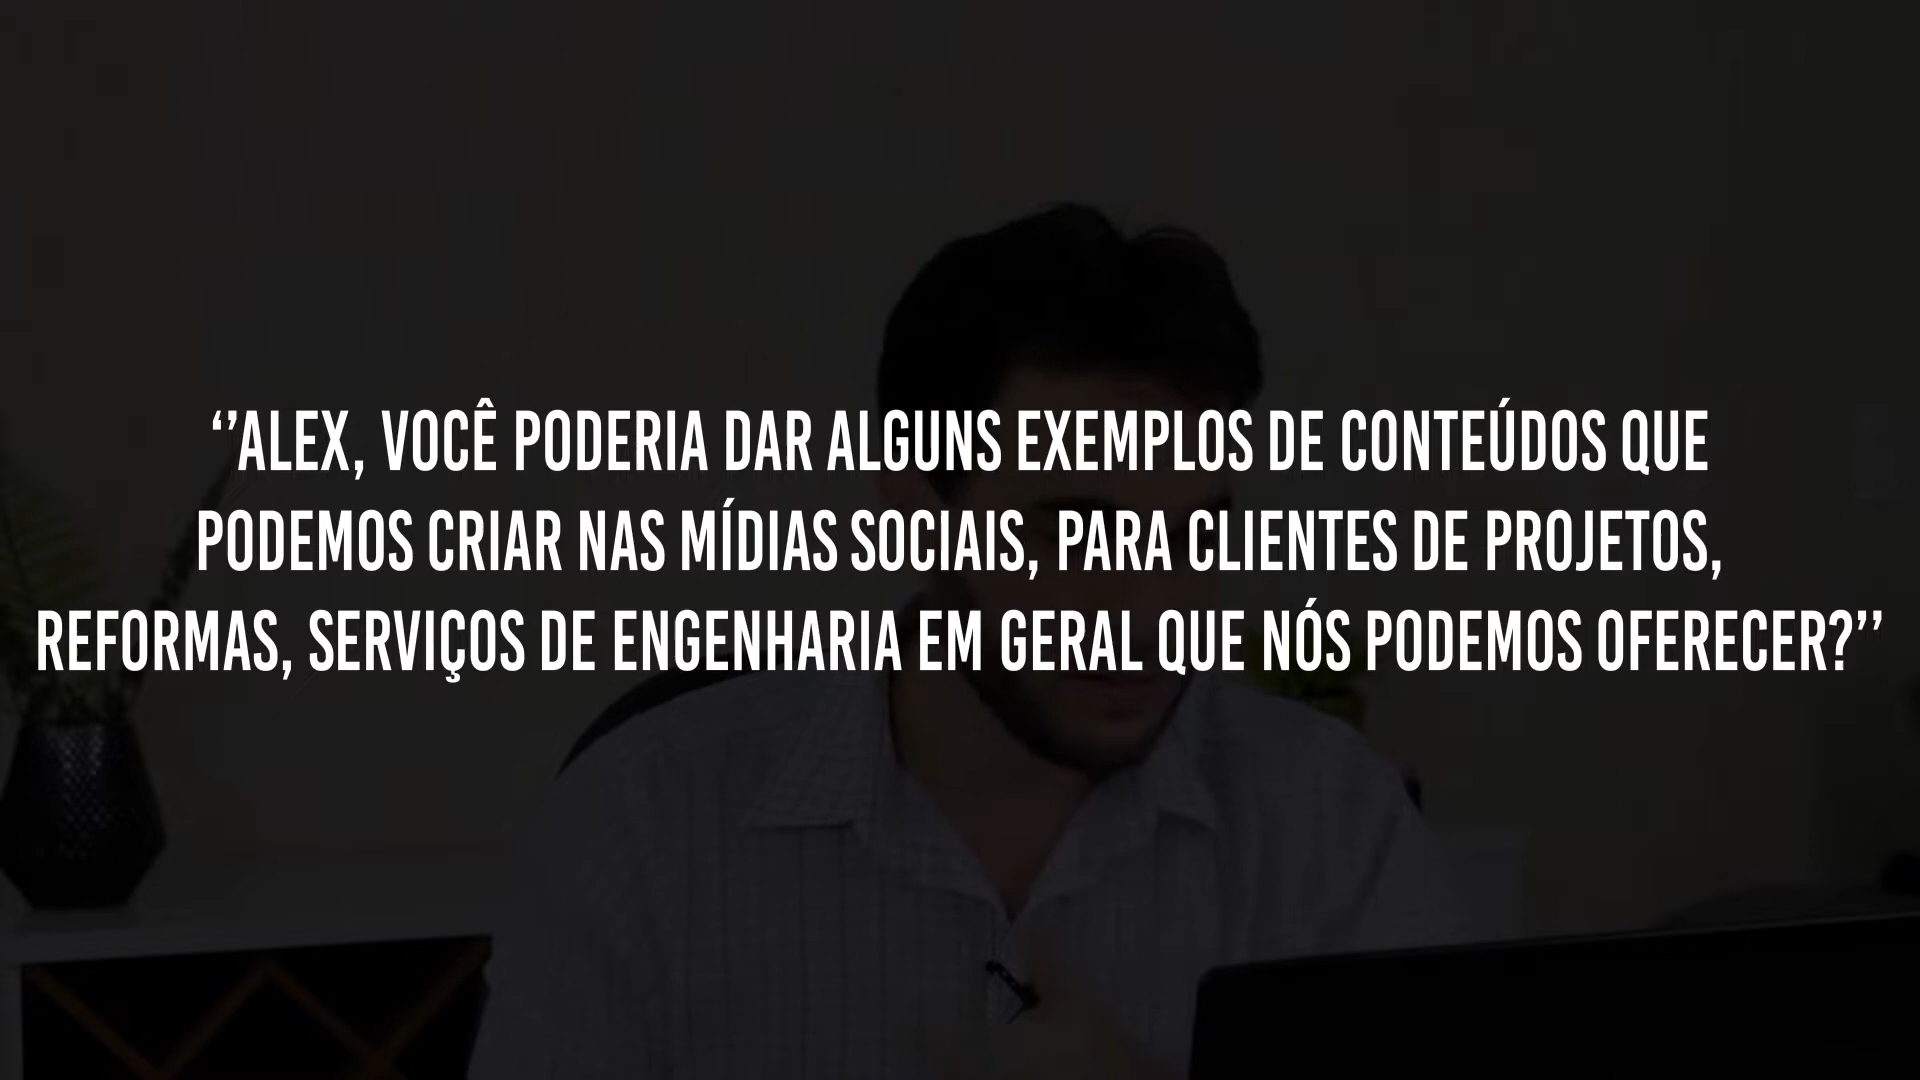 ‘’ALEX, VOCÊ PODERIA DAR ALGUNS EXEMPLOS DE CONTEÚDOS QUE
PODEMOS CRIAR NAS MÍDIAS SOCIAIS, PARA CLIENTES DE PROJETOS,
REFORMAS, SERVIÇOS DE ENGENHARIA EM GERAL QUE NÓS PODEMOS OFERECER?’’